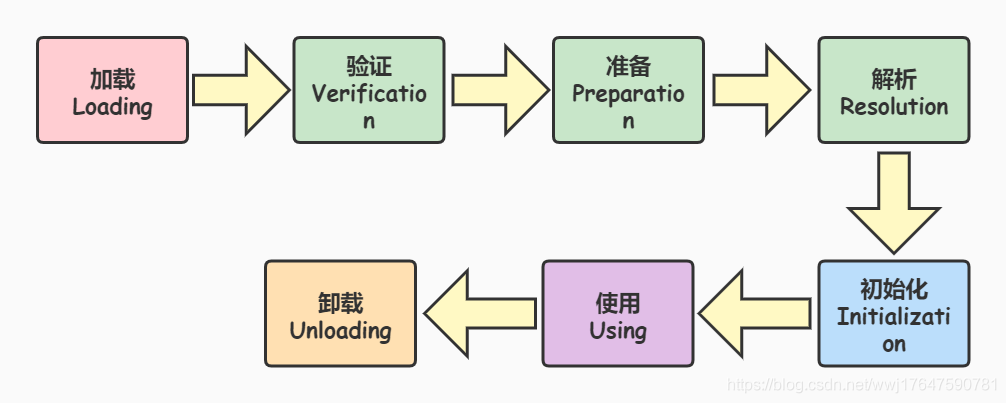 加载
Loading
验证
Verificatio
n
准备
Preparatio
n
解析
Resolution
卸载
Unloading
使用
Using
初始化
Initializati
on
https://blog.csdn.net/wwj17647590781